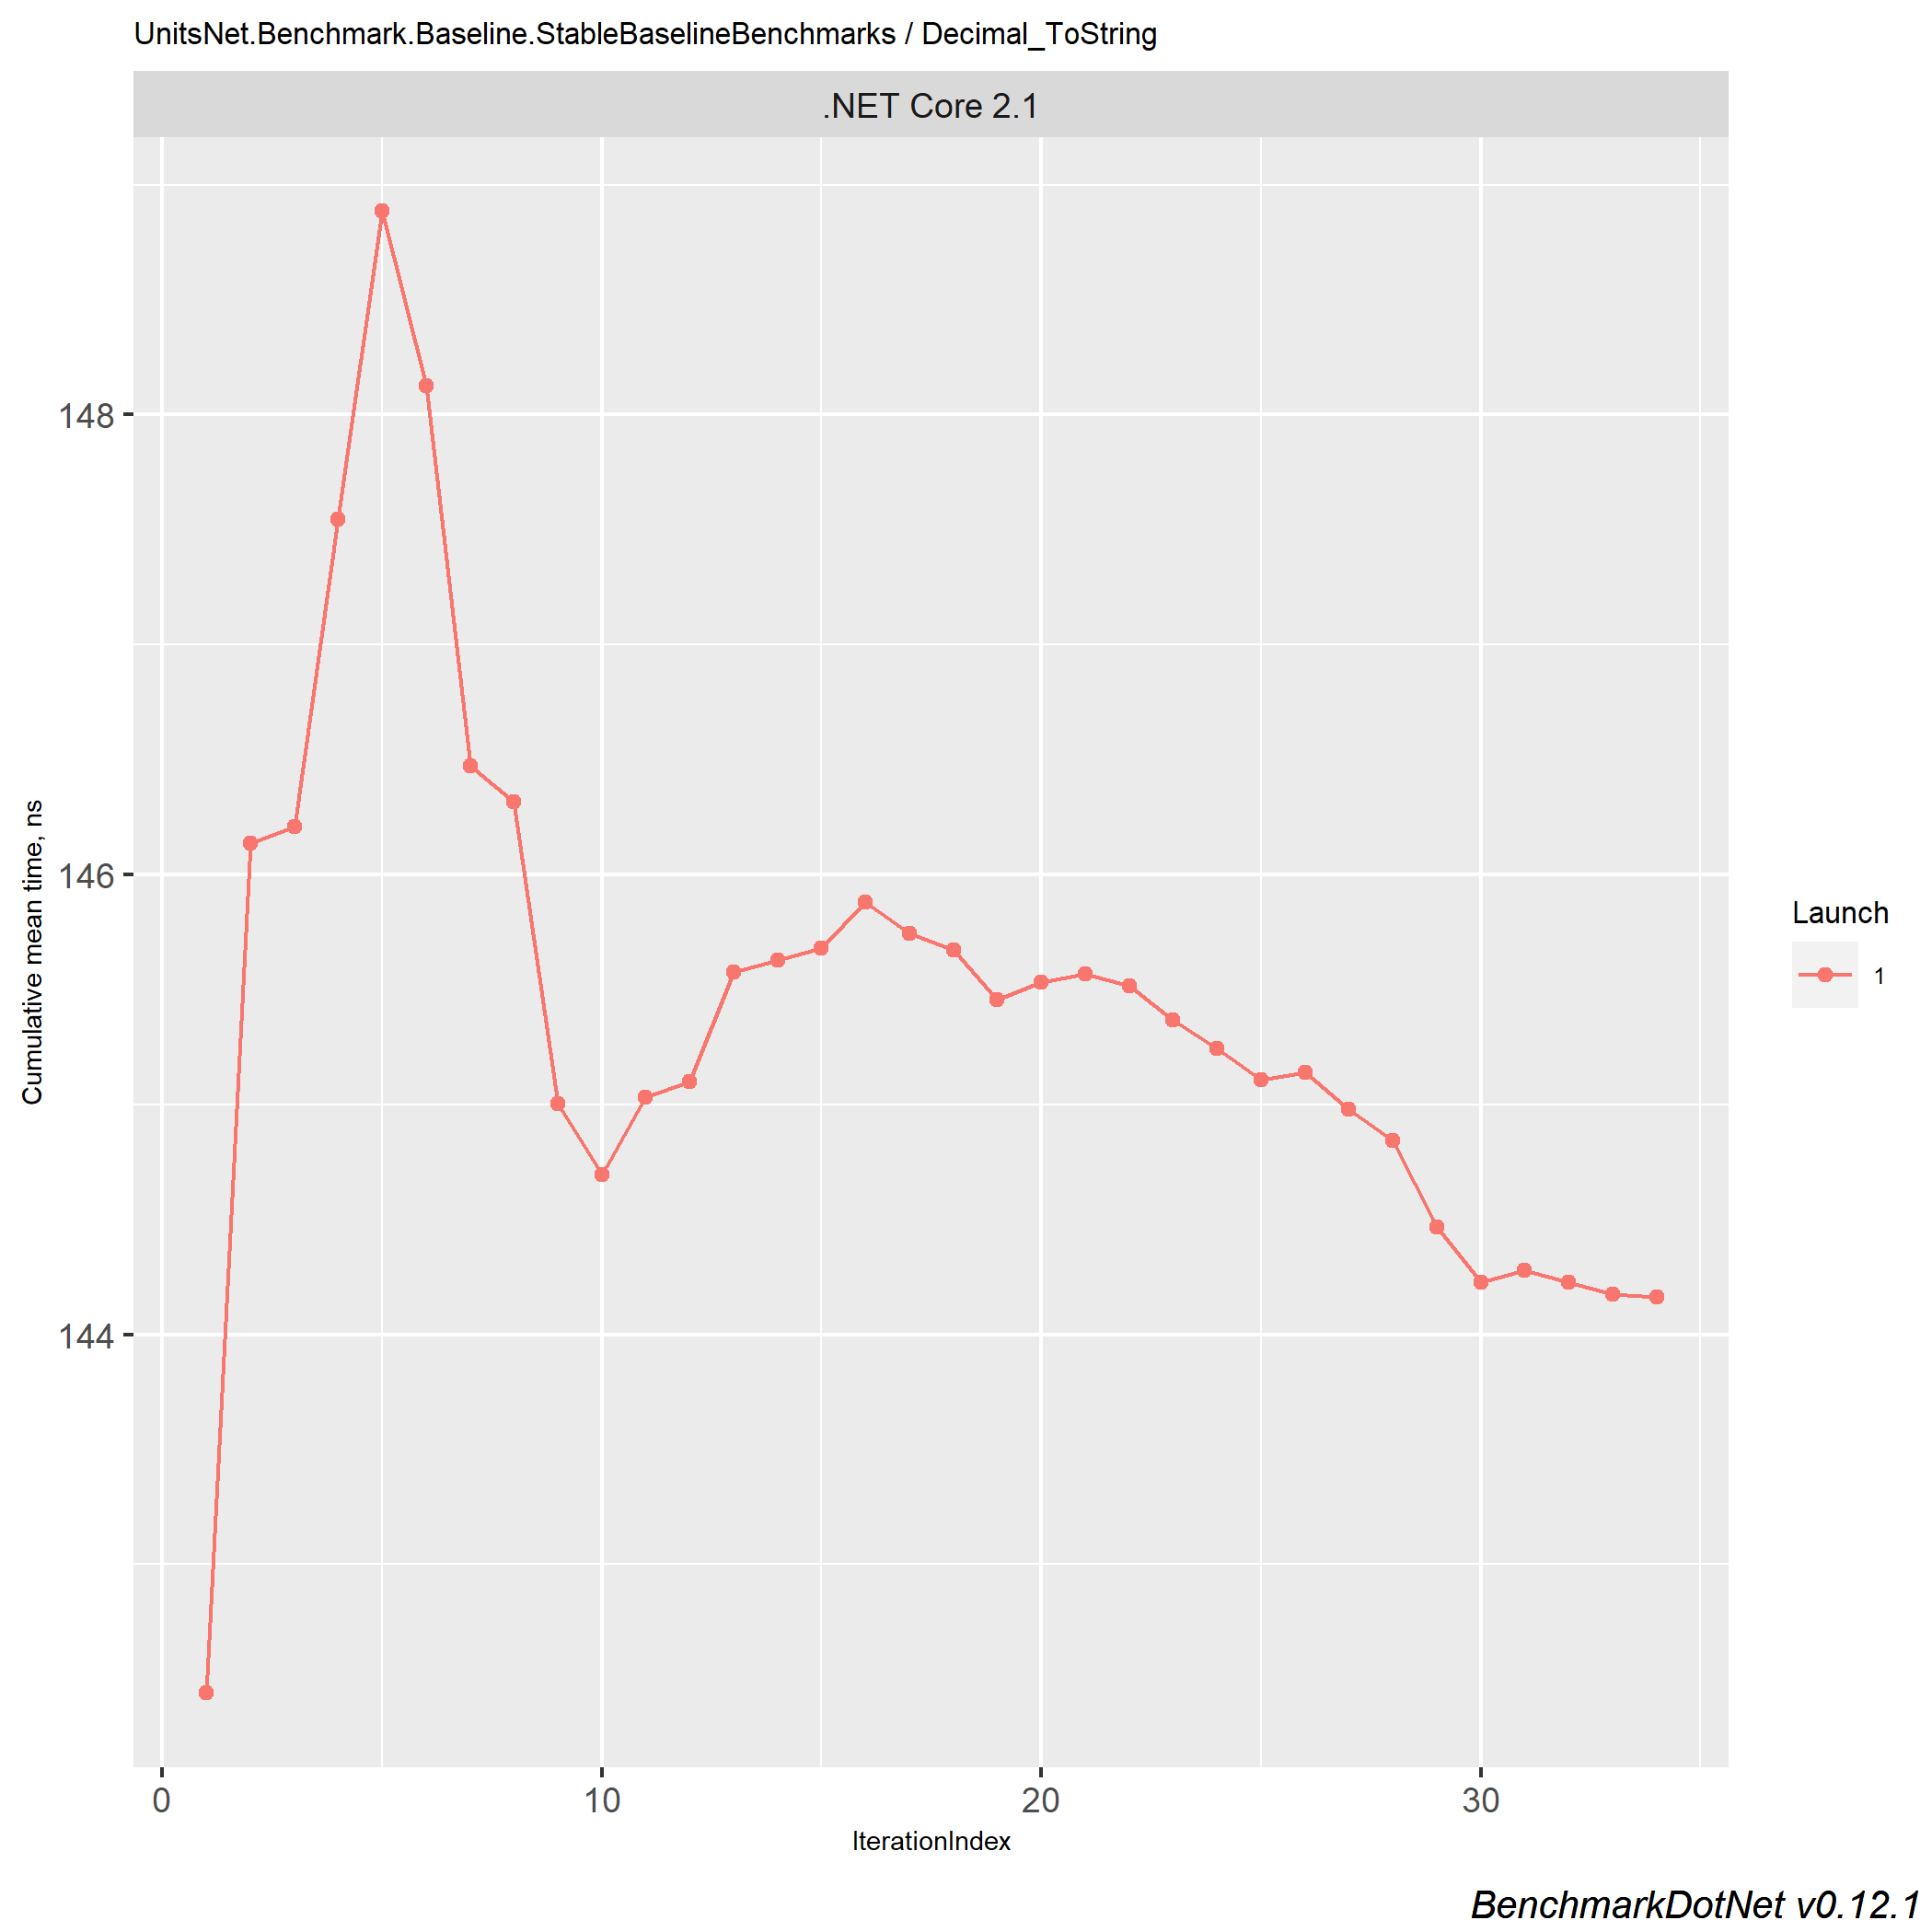 UnitsNet.Benchmark.Baseline.StableBaselineBenchmarks / Decimal_ToString
.NET Core 2.1
148
146
144
Cumulative mean time, ns
0 10 20 30
IterationIndex
Launch
1
BenchmarkDotNet v0.12.1